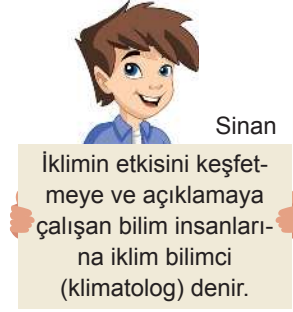 Sinan
İklimin etkisini keşfet-
meye ve açıklamaya
çalışan bilim insanları-
na iklim bilimci
(klimatolog) denir.